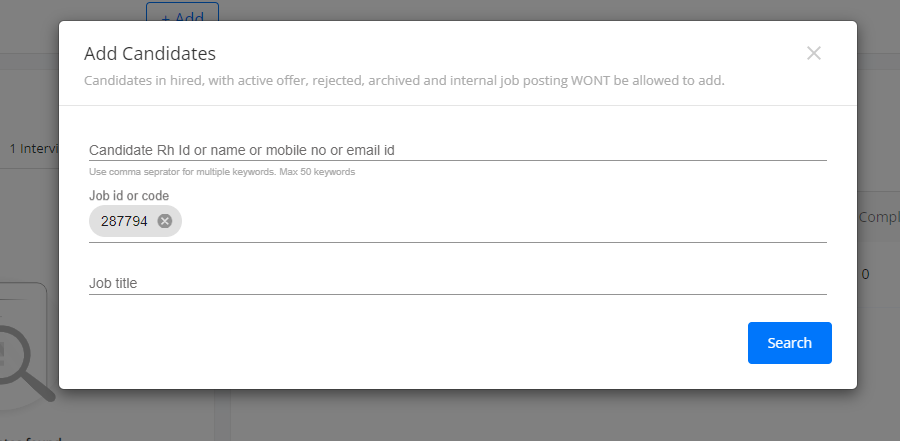 + Add
Add Candidates
Candidates in hired, with active offer, rejected, archived and internal job posting WONT be allowed to add.
1 Intervi
Candidate Rh Id or name or mobile no or email id
Use comma seprator for multiple keywords. Max 50 keywords
Job id or code
287794
Compl
0
Job title
Search